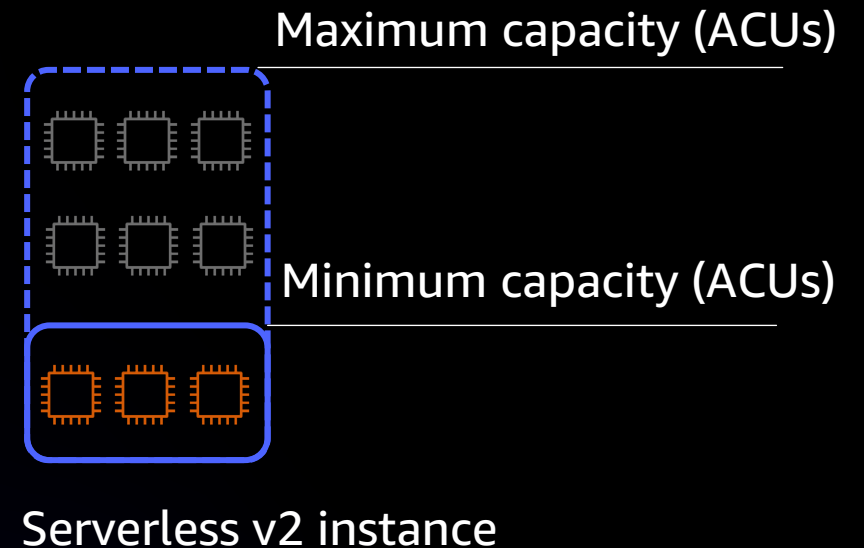 Maximum capacity (ACUs)
Minimum capacity (ACUs)
Serverless v2 instance